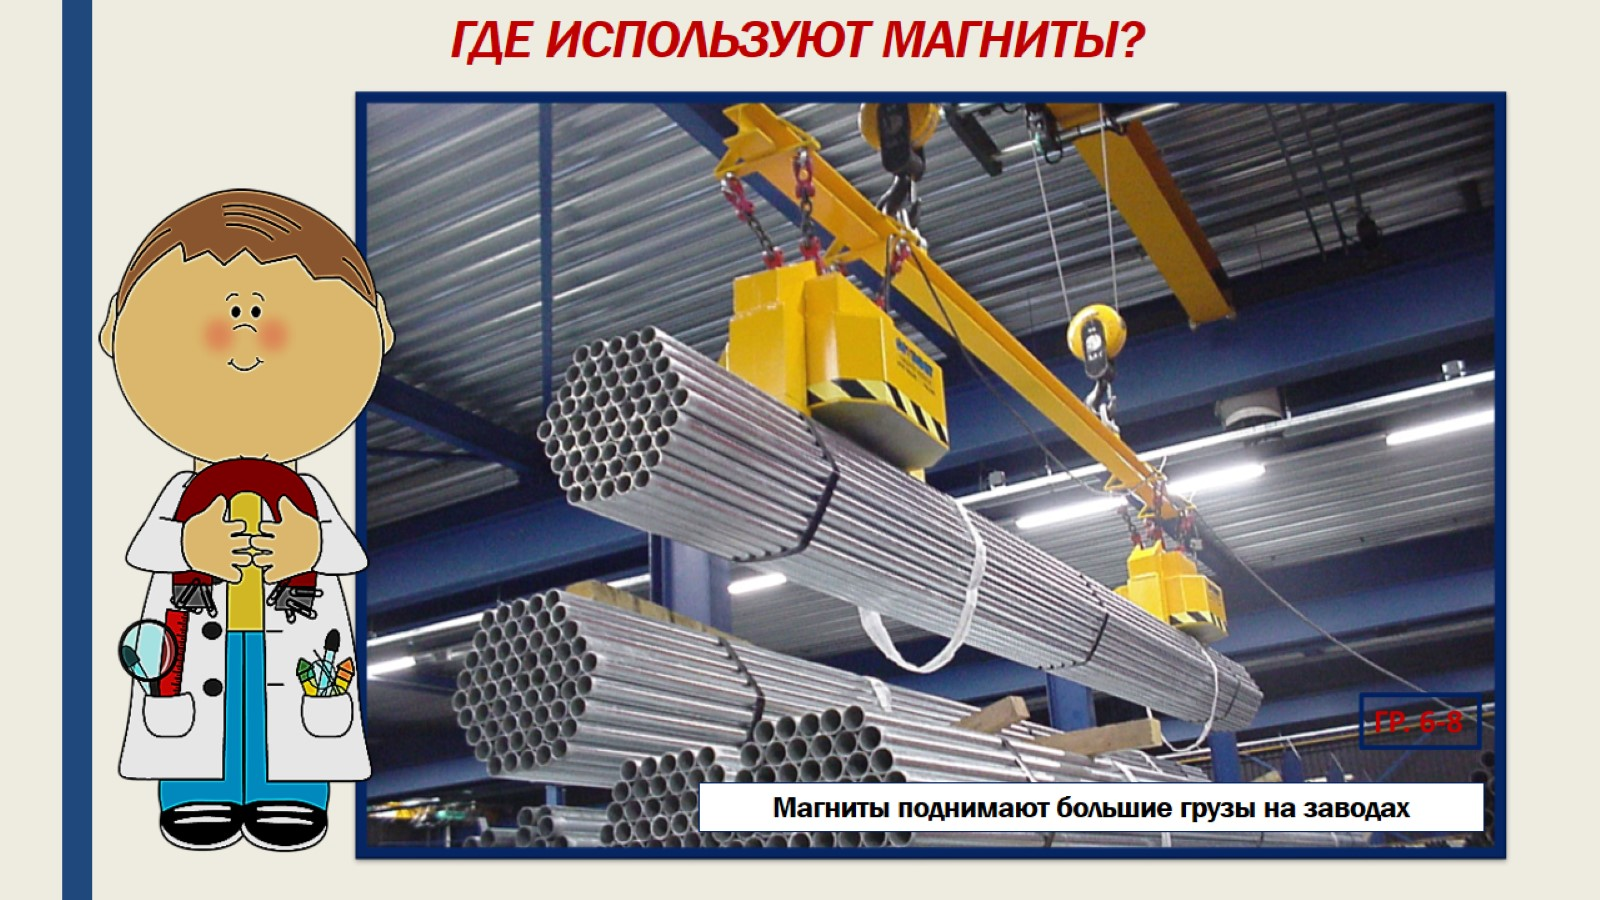 ГДЕ ИСПОЛЬЗУЮТ МАГНИТЫ?
ГР. 6-8
Магниты поднимают большие грузы на заводах